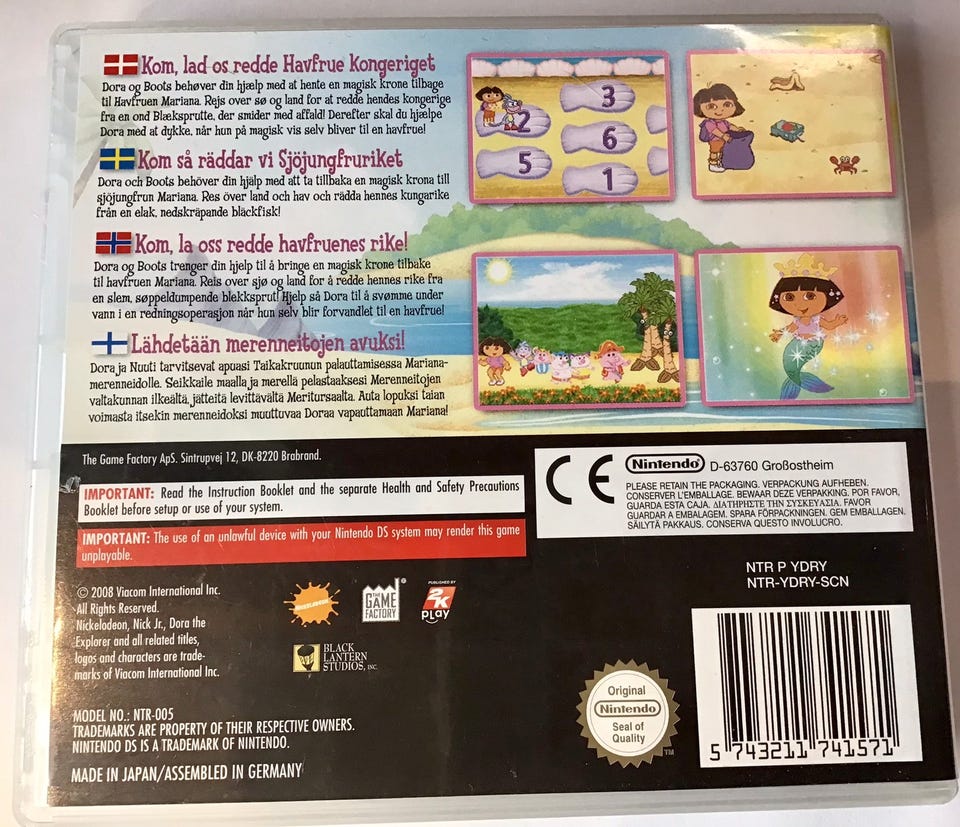 Kom, lad os redde Havfrue Kongeriget
Dora og Boots behøver din hjælp med at hente en magisk krone tilbage
til Havfruen Mariana. Rejs over sø og land for at redde hendes kongerige
fra en ond Blæksprutte, der smider med affald! Derefter skal du hjælpe
Dora med at dykke, når hun på magisk vis selv bliver til en havfrue!
Kom så räddar vi Sjöjungfruriket
Dora och Boots behöver din hjälp med att ta tillbaka en magisk krona till
sjöjungfrun Mariana. Res över land och hav och rädda hennes kungarike
från en elak, nedskräpande bläckfisk!
Kom, la oss redde havfruenes rike!
Dora og Boots trenger din hjelp til å bringe en magisk krone tilbake
til havfruen Mariana. Reis over sjø og land for å redde hennes rike fra
en slem, søppeldumpende blekksprut! Hjelp så Dora til å svømme under
vann i en redningsoperasjon når hun selv blir forvandlet til en havfrue!
Lähdetään merenneitojen avuksi!
Dora ja Nuuti tarvitsevat apuasi Taikakruunun palauttamisessa Mariana-
merenneidolle. Seikkaile maalla ja merellä pelastaaksesi Merenneitojen
valtakunnan ilkeältä, jätteitä levittävältä Meritursaalta. Auta lopuksi taian
voimasta itsekin merenneidoksi muuttuvaa Doraa vapauttamaan Mariana!
3
2
6
5
1
The Game Factory ApS. Sintrupvej 12, DK-8220 Brabrand.
IMPORTANT: Read the Instruction Booklet and the separate Health and Safety Precautions
Booklet before setup or use of your system.
IMPORTANT: The use of an unlawful device with your Nintendo DS system may render this game
unplayable.
CE Nintendo D-63760 Großostheim
PLEASE RETAIN THE PACKAGING. VERPACKUNG AUFHEBEN.
CONSERVER L'EMBALLAGE. BEWAAR DEZE VERPAKKING. POR FAVOR,
GUARDA ESTA CAJA. ΔΙΑΤΗΡΗΣΤΕ ΤΗΝ ΣΥΣΚΕΥΑΣΙΑ. FAVOR
GUARDAR A EMBALAGEM. SPARA FÖRPACKNINGEN. GEM EMBALLAGEN.
SÄILYTÄ PAKKAUS. CONSERVA QUESTO INVOLUCRO.
NTR P YDRY
NTR-YDRY-SCN
© 2008 Viacom International Inc.
All Rights Reserved.
Nickelodeon, Nick Jr., Dora the
Explorer and all related titles,
logos and characters are trade-
marks of Viacom International Inc.
NICKELODEON
THE
GAME
FACTORY
PUBLISHED BY
2K
PLAY
BLACK
LANTERN
STUDIOS, INC.
MODEL NO.: NTR-005
TRADEMARKS ARE PROPERTY OF THEIR RESPECTIVE OWNERS.
NINTENDO DS IS A TRADEMARK OF NINTENDO.
MADE IN JAPAN/ASSEMBLED IN GERMANY
Original
Nintendo
Seal of
Quality
TM
5 743211 741571